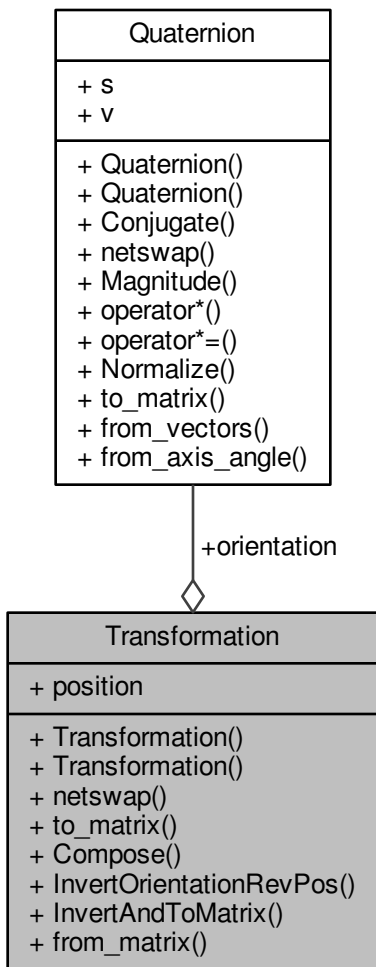 Quaternion
+ s
+ v
+ Quaternion()
+ Quaternion()
+ Conjugate()
+ netswap()
+ Magnitude()
+ operator*()
+ operator*=()
+ Normalize()
+ to_matrix()
+ from_vectors()
+ from_axis_angle()
+orientation
Transformation
+ position
+ Transformation()
+ Transformation()
+ netswap()
+ to_matrix()
+ Compose()
+ InvertOrientationRevPos()
+ InvertAndToMatrix()
+ from_matrix()